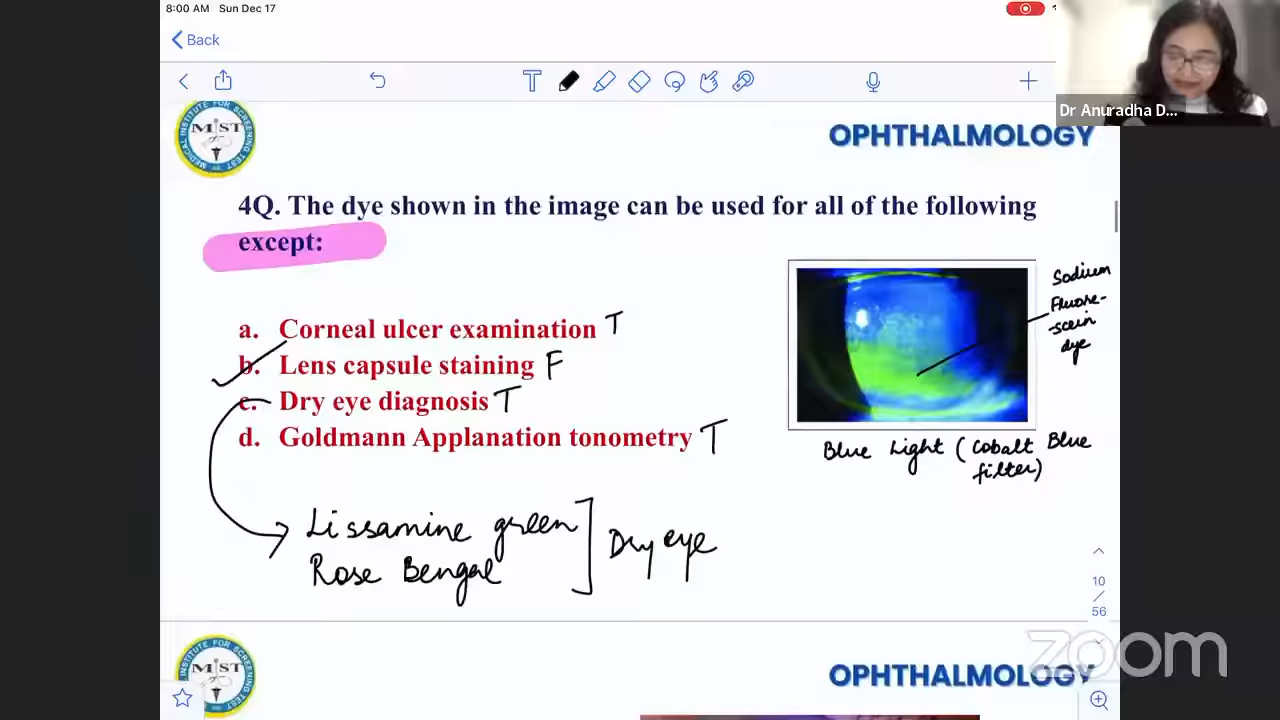 8:00 AM Sun Dec 17
Back
Dr Anuradha D...
MIST
OPHTHALMOLOGY
4Q. The dye shown in the image can be used for all of the following
except:
a. Corneal ulcer examination T
b. Lens capsule staining F
c. Dry eye diagnosis T
d. Goldmann Applanation tonometry T
Sodium
Fluore-
-scein
dye
Blue Light (Cobalt Blue
filter)
Lissamine green
Rose Bengal
Dry eye
10
/
56
zoom
MIST
OPHTHALMOLOGY